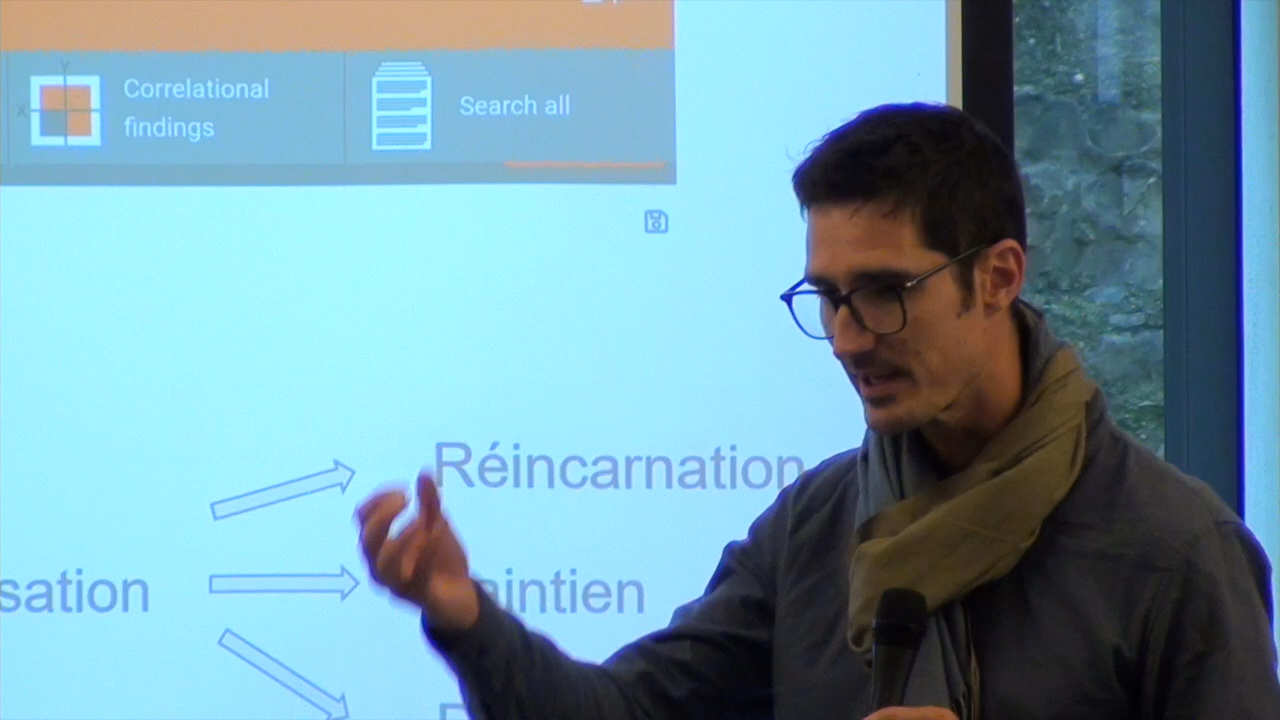 Correlational
findings
Search all
Y
X
Réincarnation
sation
aintien